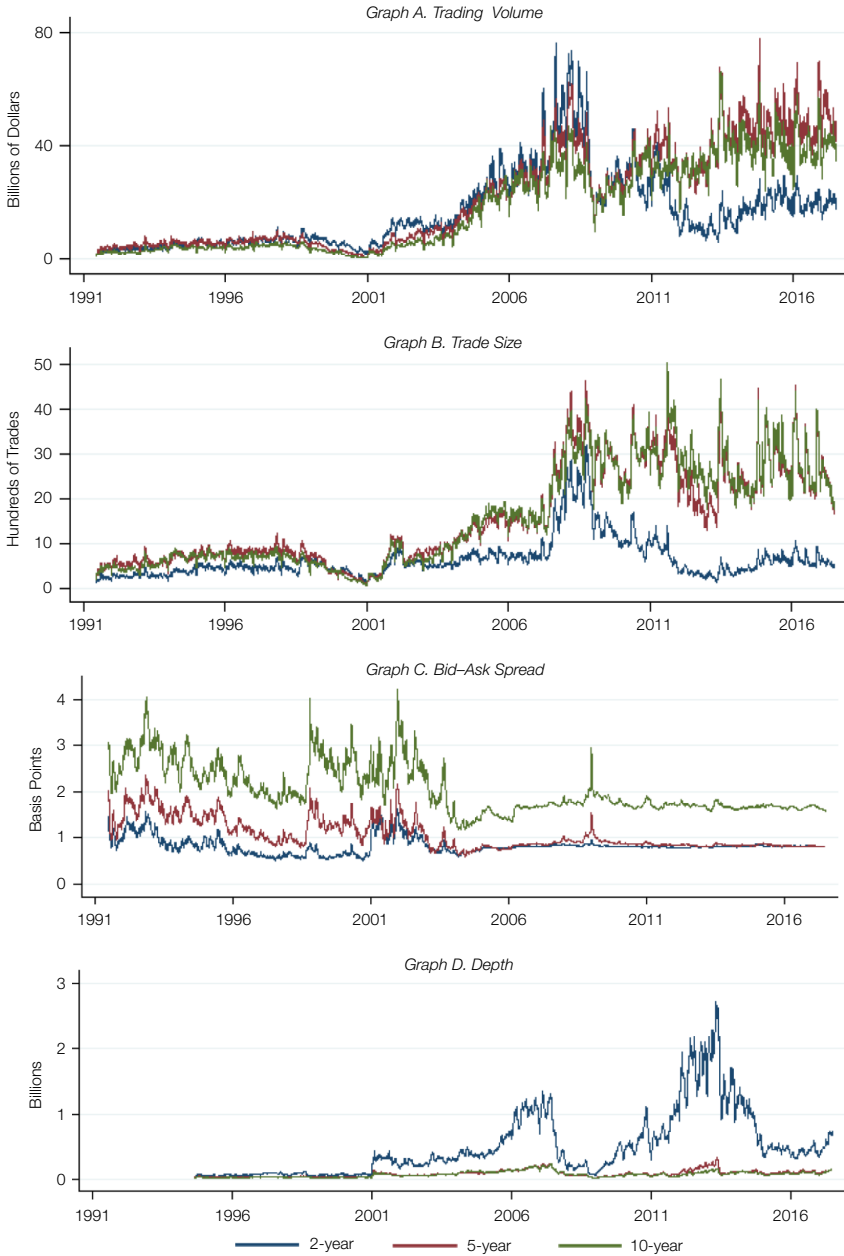 Graph A. Trading Volume
80
40
0
Billions of Dollars
1991 1996 2001 2006 2011 2016
Graph B. Trade Size
50
40
30
20
10
0
Hundreds of Trades
1991 1996 2001 2006 2011 2016
Graph C. Bid–Ask Spread
4
3
2
1
0
Basis Points
1991 1996 2001 2006 2011 2016
Graph D. Depth
3
2
1
0
Billions
1991 1996 2001 2006 2011 2016
2-year 5-year 10-year